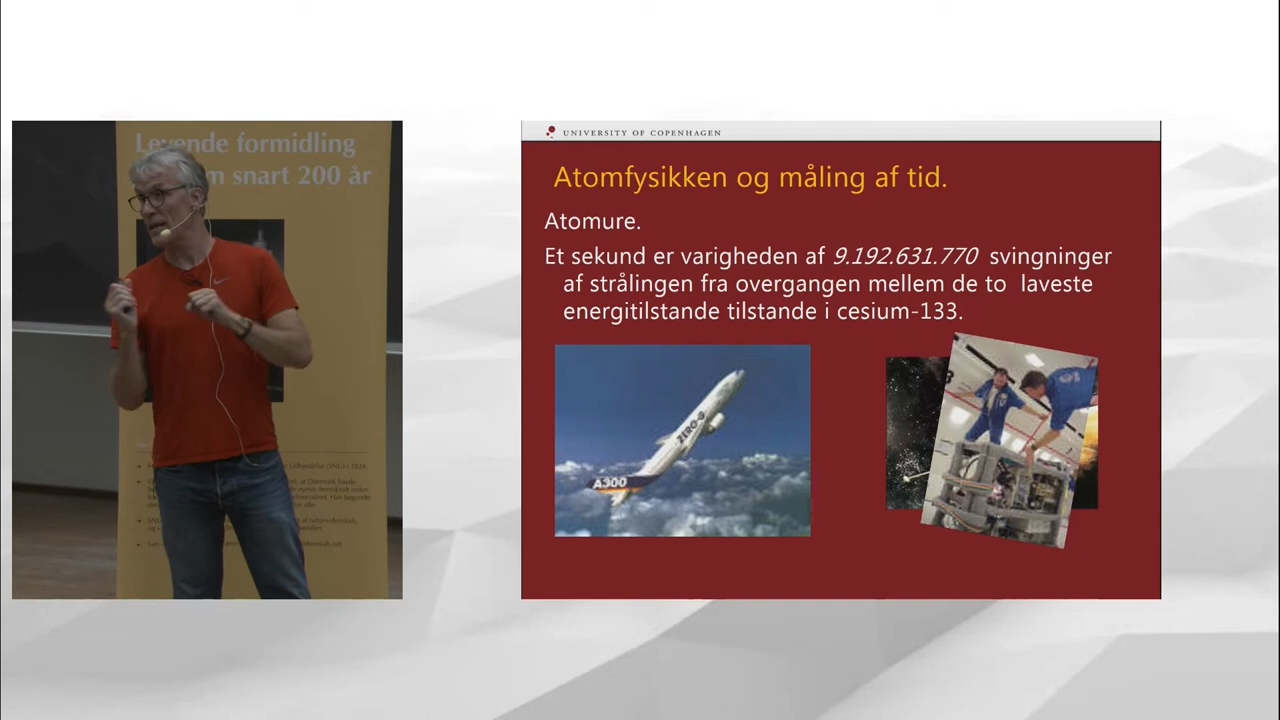 Levende formidling
snart 200 år
UNIVERSITY OF COPENHAGEN
Atomfysikken og måling af tid.
Atomure.
Et sekund er varigheden af 9.192.631.770 svingninger
af strålingen fra overgangen mellem de to laveste
energitilstande tilstande i cesium-133.
ZERO-G
A300